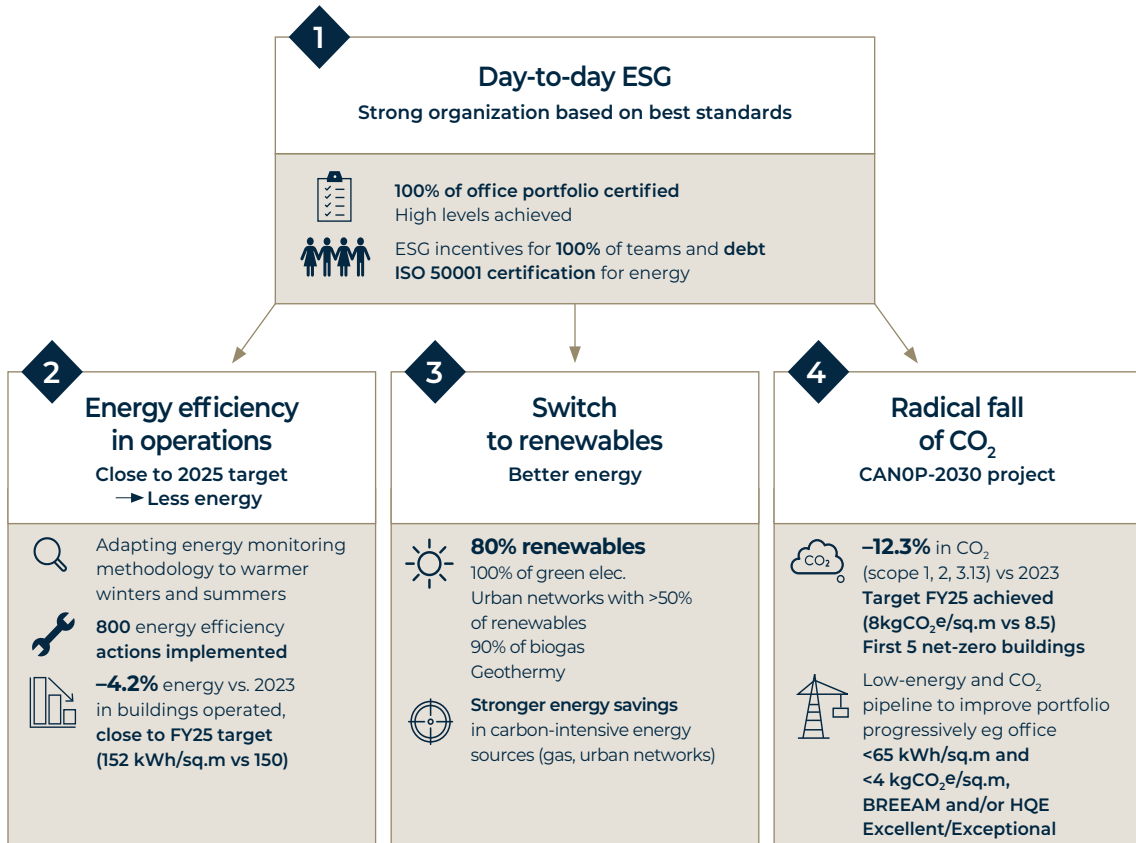 1
Day-to-day ESG
Strong organization based on best standards
100% of office portfolio certified
High levels achieved
ESG incentives for 100% of teams and debt
ISO 50001 certification for energy
2
Energy efficiency
in operations
Close to 2025 target
→ Less energy
Adapting energy monitoring
methodology to warmer
winters and summers
800 energy efficiency
actions implemented
–4.2% energy vs. 2023
in buildings operated,
close to FY25 target
(152 kWh/sq.m vs 150)
3
Switch
to renewables
Better energy
80% renewables
100% of green elec.
Urban networks with >50%
of renewables
90% of biogas
Geothermy
Stronger energy savings
in carbon-intensive energy
sources (gas, urban networks)
4
Radical fall
of CO₂
CAN0P-2030 project
CO₂
–12.3% in CO₂
(scope 1, 2, 3.13) vs 2023
Target FY25 achieved
(8kgCO₂e/sq.m vs 8.5)
First 5 net-zero buildings
Low-energy and CO₂
pipeline to improve portfolio
progressively eg office
<65 kWh/sq.m and
<4 kgCO₂e/sq.m,
BREEAM and/or HQE
Excellent/Exceptional